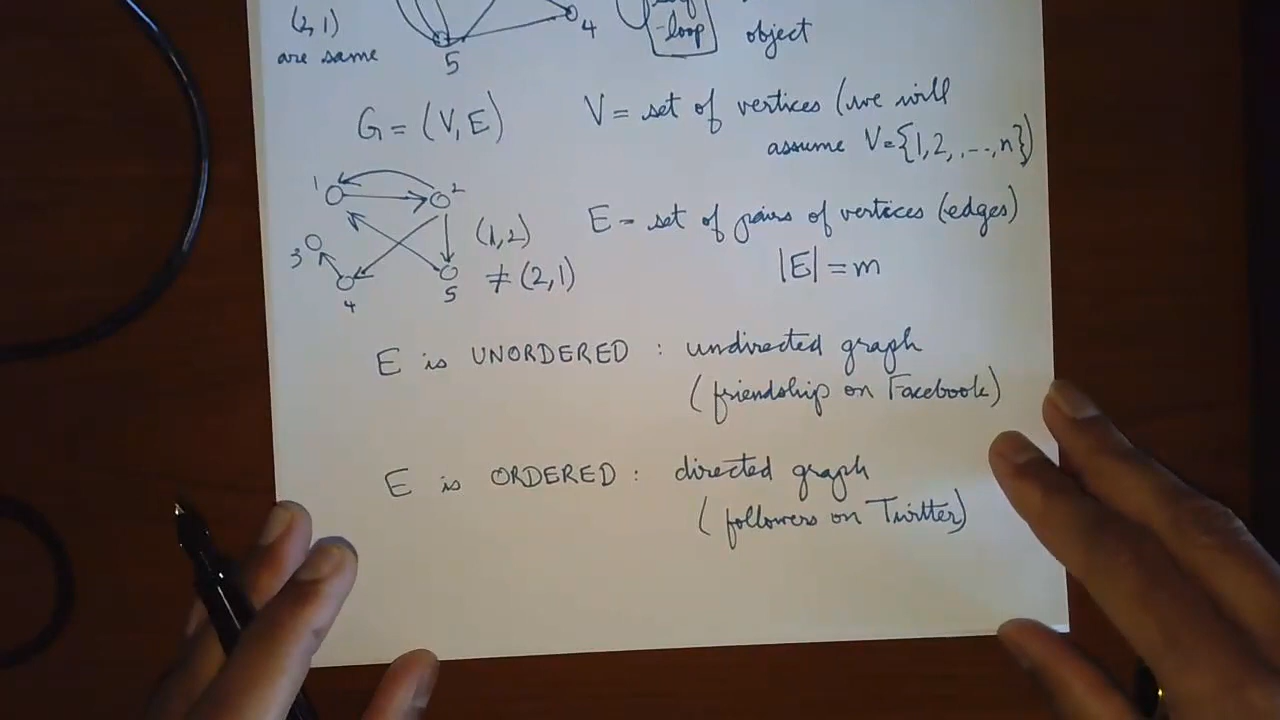 (2, 1)
are same
5
4
-loop
object
G = (V, E)
V = set of vertices (we will
assume V={1,2, ,...,n})
1
2
3
4
5
(1, 2)
≠ (2, 1)
E - set of pairs of vertices (edges)
|E| = m
E is UNORDERED : undirected graph
(friendship on Facebook)
E is ORDERED : directed graph
(followers on Twitter)